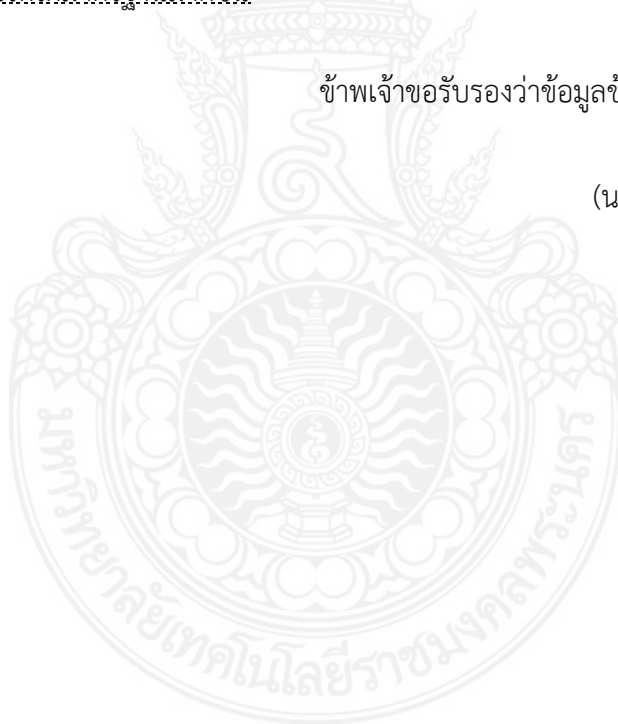 ข้าพเจ้าขอรับรองว่าข้อมูลข้
(น
มหาวิทยาลัยเทคโนโลยีราชมงคลพระนคร